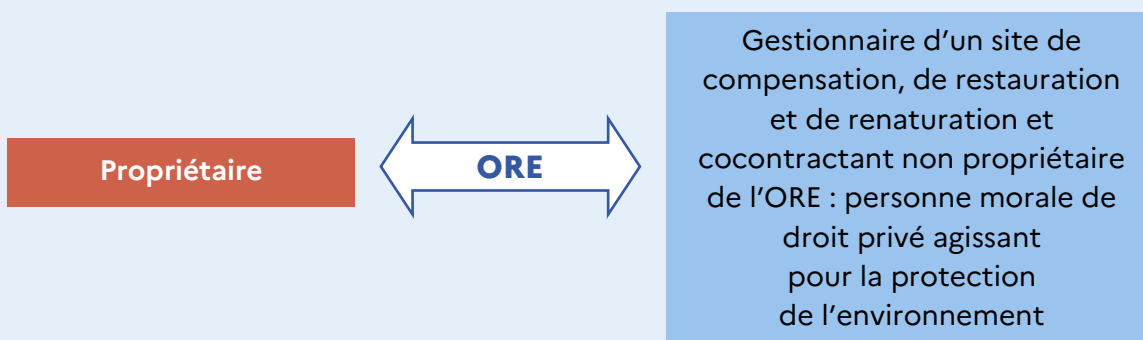 Propriétaire
ORE
Gestionnaire d’un site de
compensation, de restauration
et de renaturation et
cocontractant non propriétaire
de l’ORE : personne morale de
droit privé agissant
pour la protection
de l’environnement